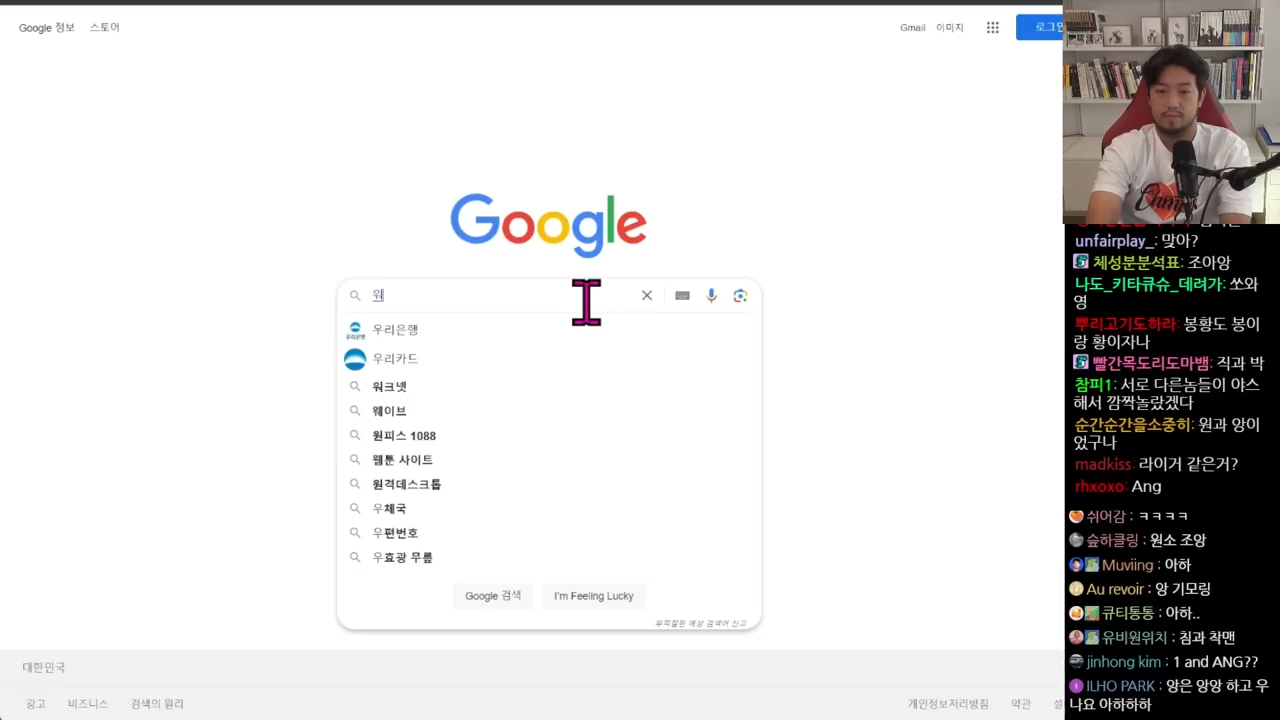 Google 정보 스토어
Gmail 이미지
Google
워
우리은행
우리은행
우리카드
워크넷
웨이브
원피스 1088
웹툰 사이트
원격데스크톱
우체국
우편번호
우효광 무릎
Google 검색 I'm Feeling Lucky
부적절한 예상 검색어 신고
대한민국
광고 비즈니스 검색의 원리
개인정보처리방침 약관
unfairplay_: 맞아?
체성분분석표: 조아앙
나도_키타큐슈_데려가: 쏘와
영
뿌리고기도하라: 봉황도 봉이
랑 황이자나
빨간목도리도마뱀: 직과 박
참피1: 서로 다른놈들이 야스
해서 깜짝놀랐겠다
순간순간을소중히: 원과 앙이
었구나
madkiss: 라이거 같은거?
rhxoxo: Ang
쉬어감 : ㅋㅋㅋㅋ
슾하클링 : 원소 조앙
Muviing : 아하
Au revoir : 앙 기모링
큐티통통 : 아하..
유비원위치 : 침과 착맨
jinhong kim : 1 and ANG??
ILHO PARK : 앙은 앙앙 하고 우
나요 아하하하